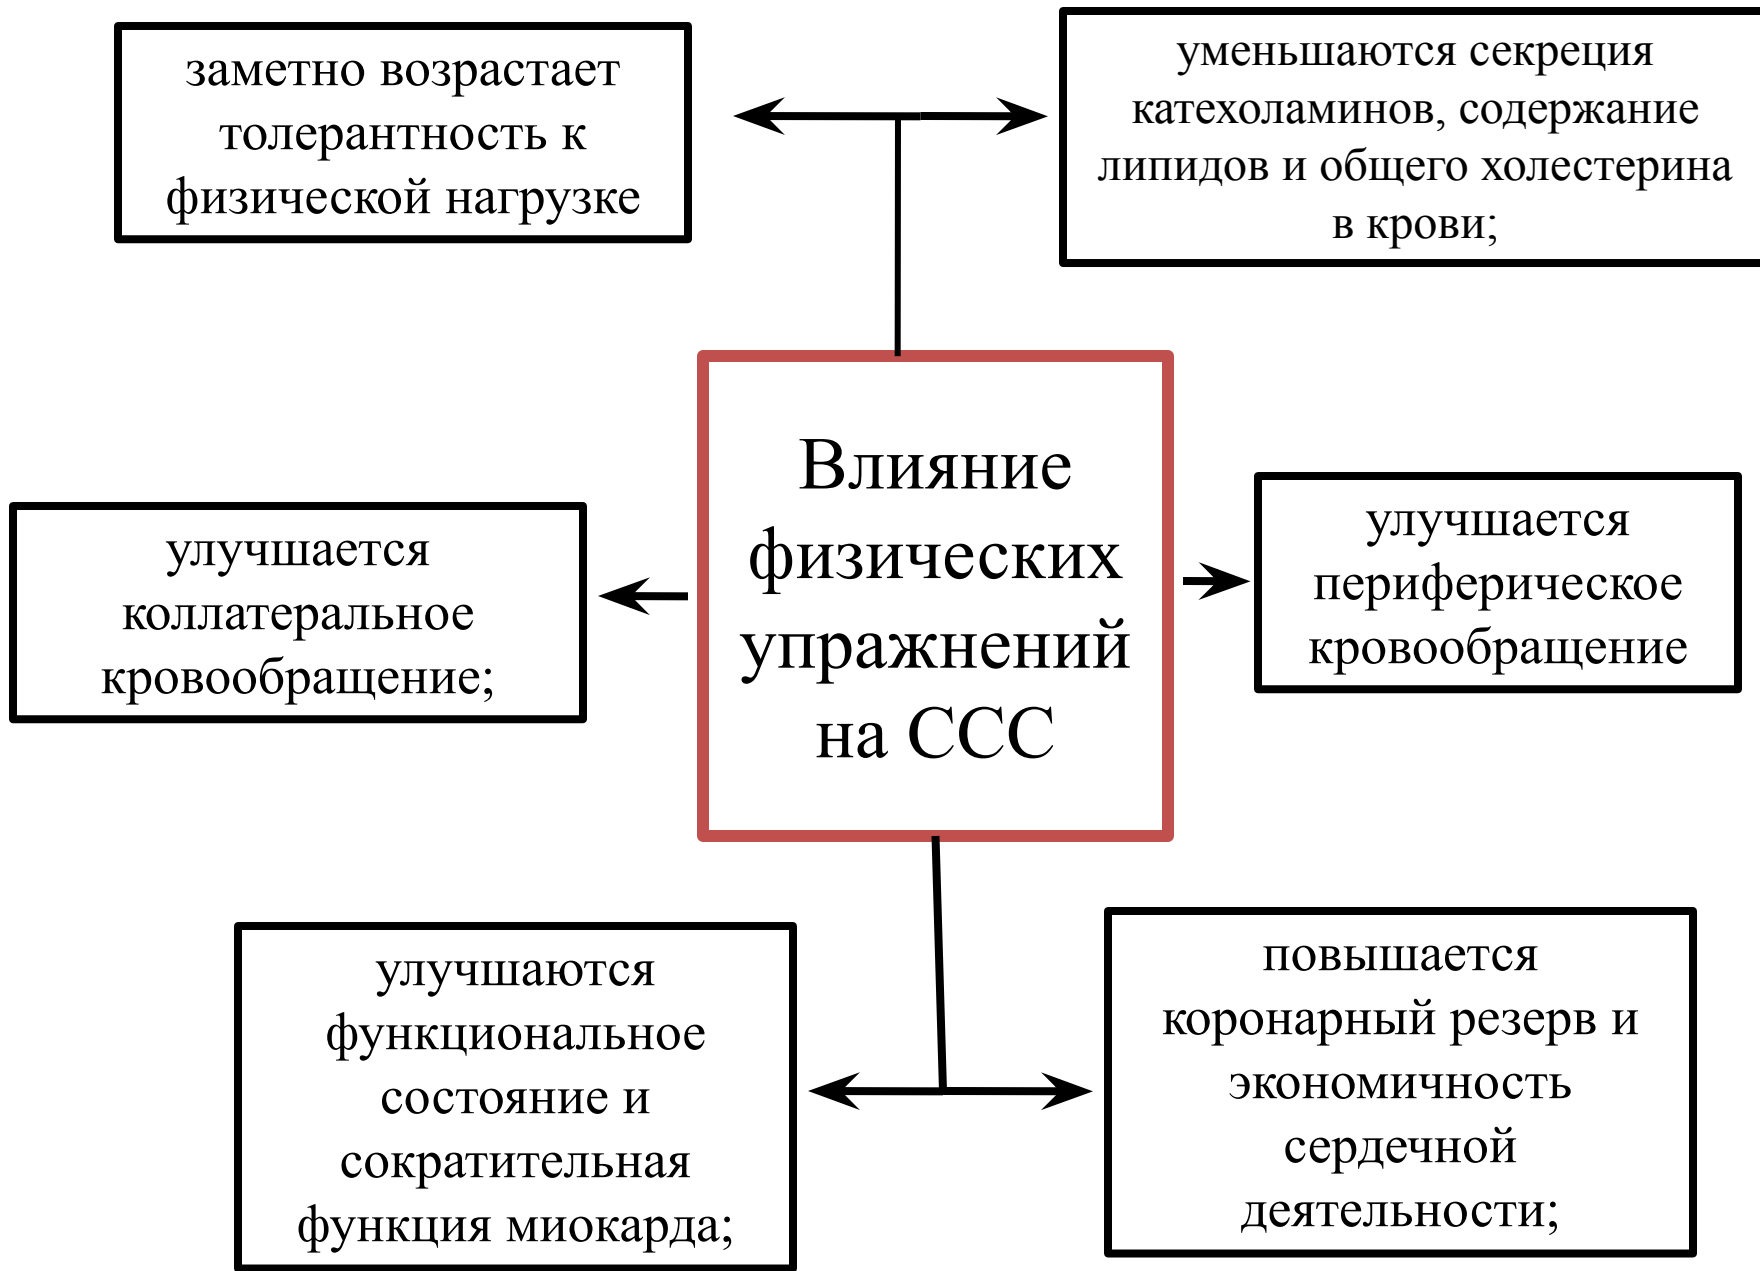 заметно возрастает
толерантность к
физической нагрузке
уменьшаются секреция
катехоламинов, содержание
липидов и общего холестерина
в крови;
улучшается
коллатеральное
кровообращение;
Влияние
физических
упражнений
на ССС
улучшается
периферическое
кровообращение
улучшаются
функциональное
состояние и
сократительная
функция миокарда;
повышается
коронарный резерв и
экономичность
сердечной
деятельности;